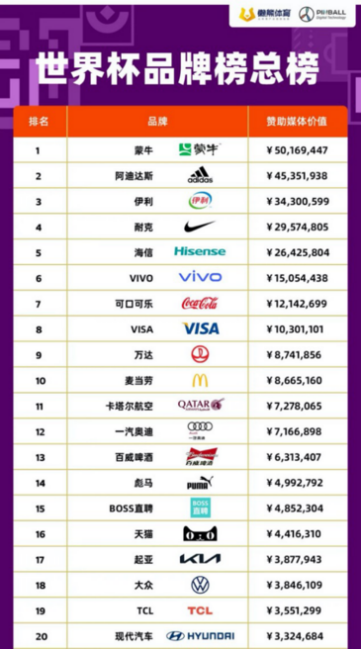 懒熊体育
PINBALL
Digital Technology
世界杯品牌榜总榜
排名 品牌 赞助媒体价值
1 蒙牛 蒙牛 ¥50,169,447
2 阿迪达斯 adidas ¥45,351,938
3 伊利 伊利 ¥34,300,599
4 耐克 ¥29,574,805
5 海信 Hisense ¥26,425,804
6 VIVO vivo ¥15,054,438
7 可口可乐 Coca-Cola ¥12,142,699
8 VISA VISA ¥10,301,101
9 万达 ¥8,741,856
10 麦当劳 ¥8,665,160
11 卡塔尔航空 QATAR ¥7,278,065
12 一汽奥迪 ¥7,166,898
13 百威啤酒 百威啤酒 ¥6,313,407
14 彪马 PUMA ¥4,992,792
15 BOSS直聘 BOSS直聘 ¥4,852,304
16 天猫 ¥4,416,310
17 起亚 KIA ¥3,877,943
18 大众 ¥3,846,109
19 TCL TCL ¥3,551,299
20 现代汽车 HYUNDAI ¥3,324,684